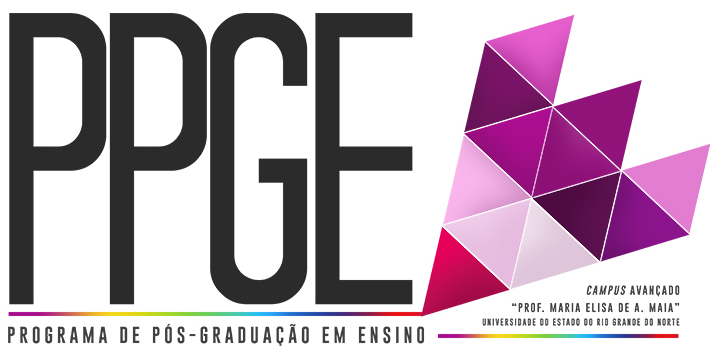 PPGE
PROGRAMA DE PÓS-GRADUAÇÃO EM ENSINO
CAMPUS AVANÇADO
“PROF. MARIA ELISA DE A. MAIA”
UNIVERSIDADE DO ESTADO DO RIO GRANDE DO NORTE